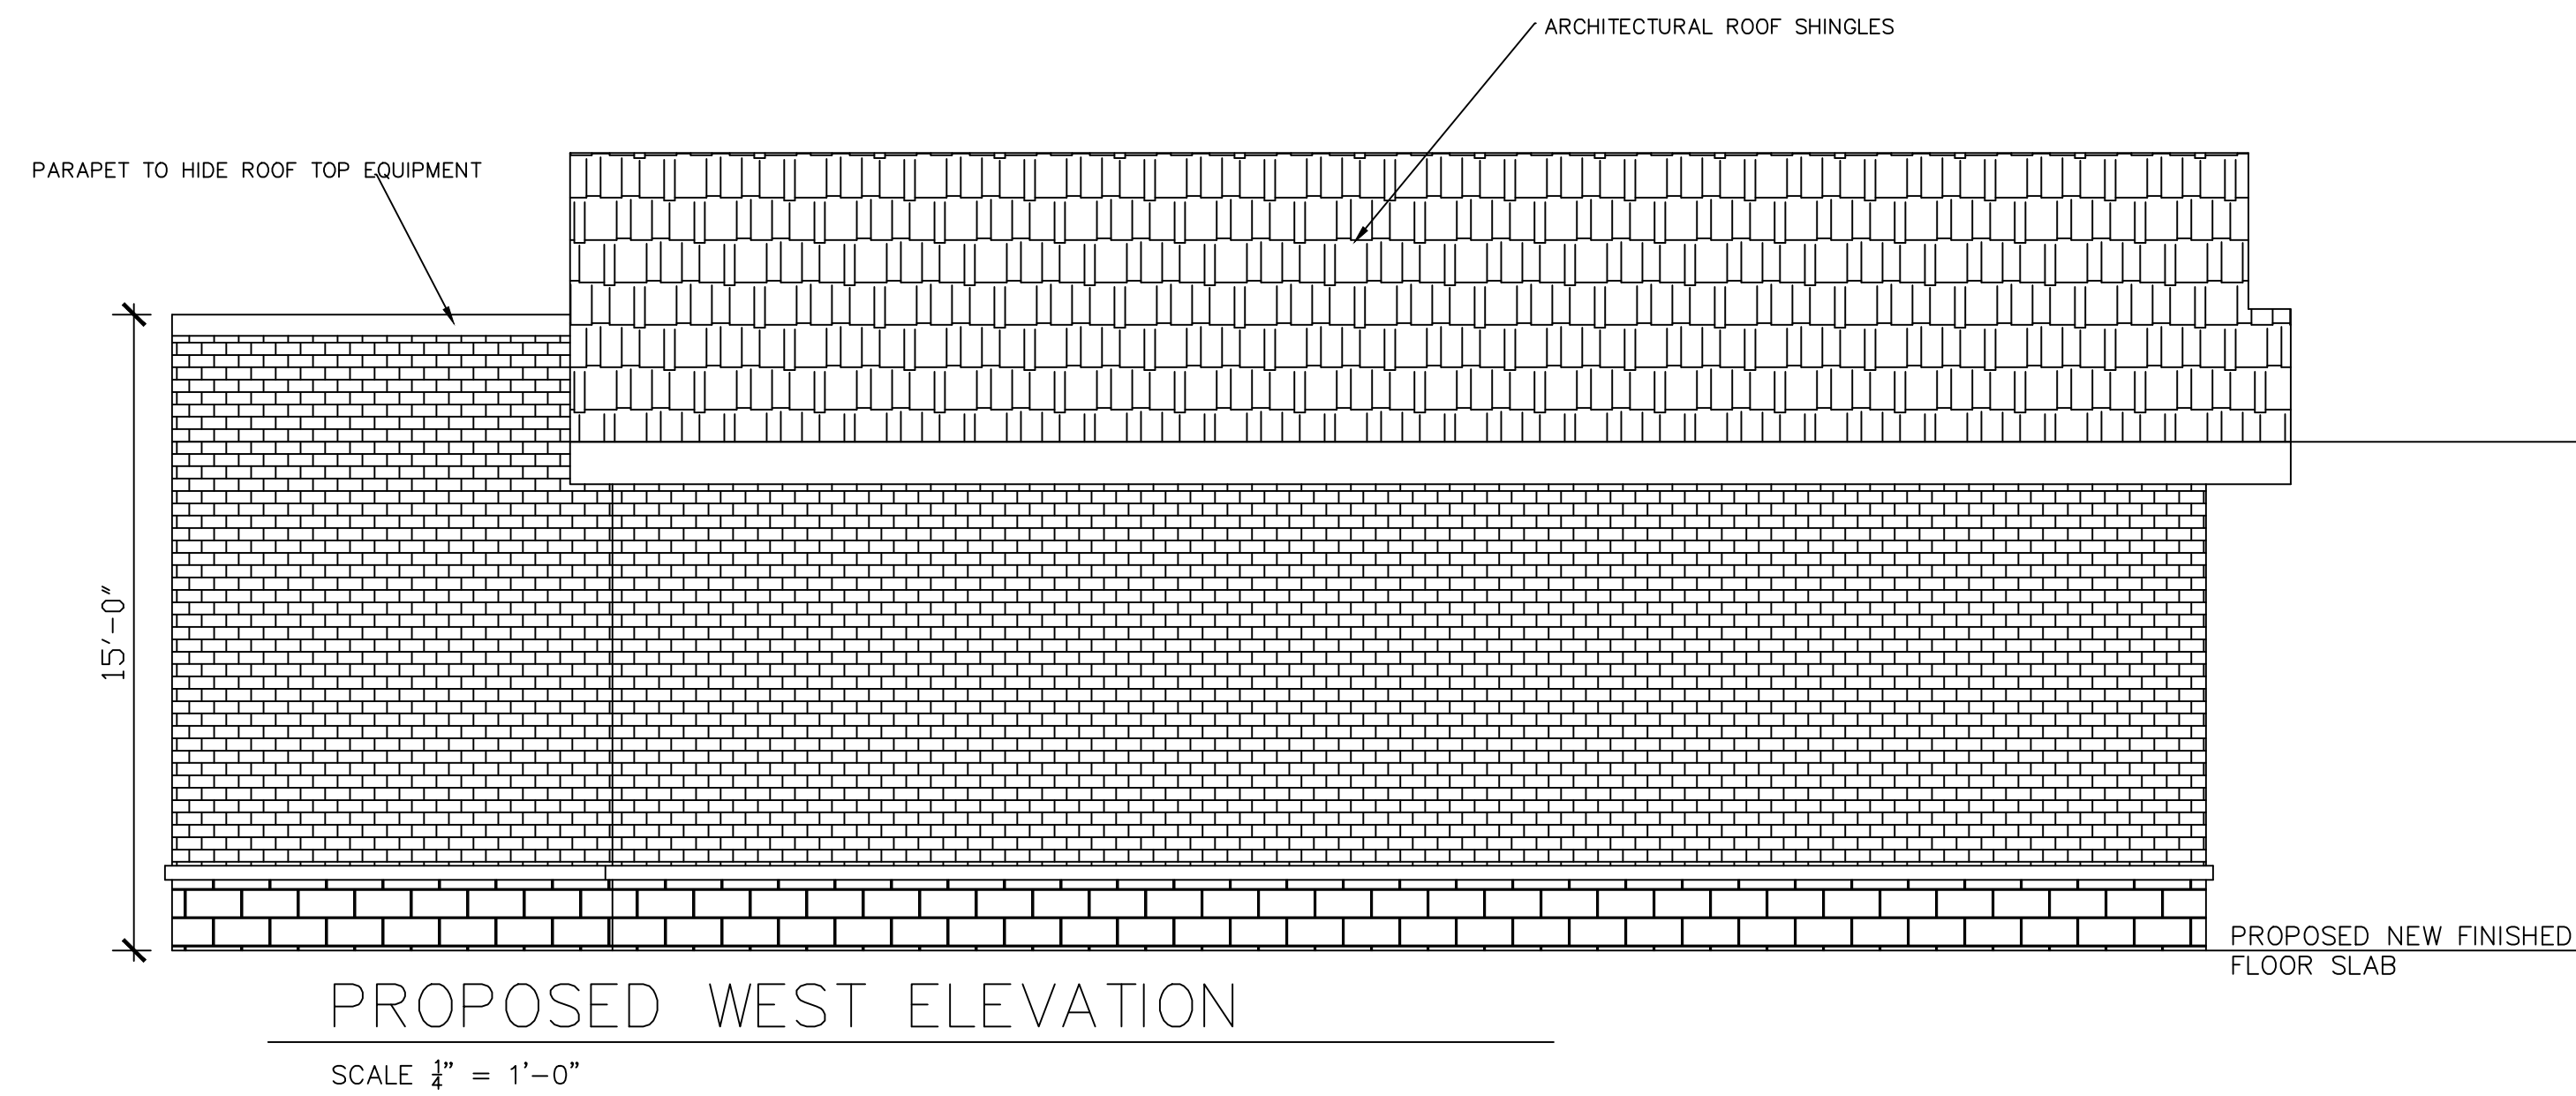 ARCHITECTURAL ROOF SHINGLES
PARAPET TO HIDE ROOF TOP EQUIPMENT
15'-0"
PROPOSED NEW FINISHED
FLOOR SLAB
PROPOSED WEST ELEVATION
SCALE 1/4" = 1'-0"